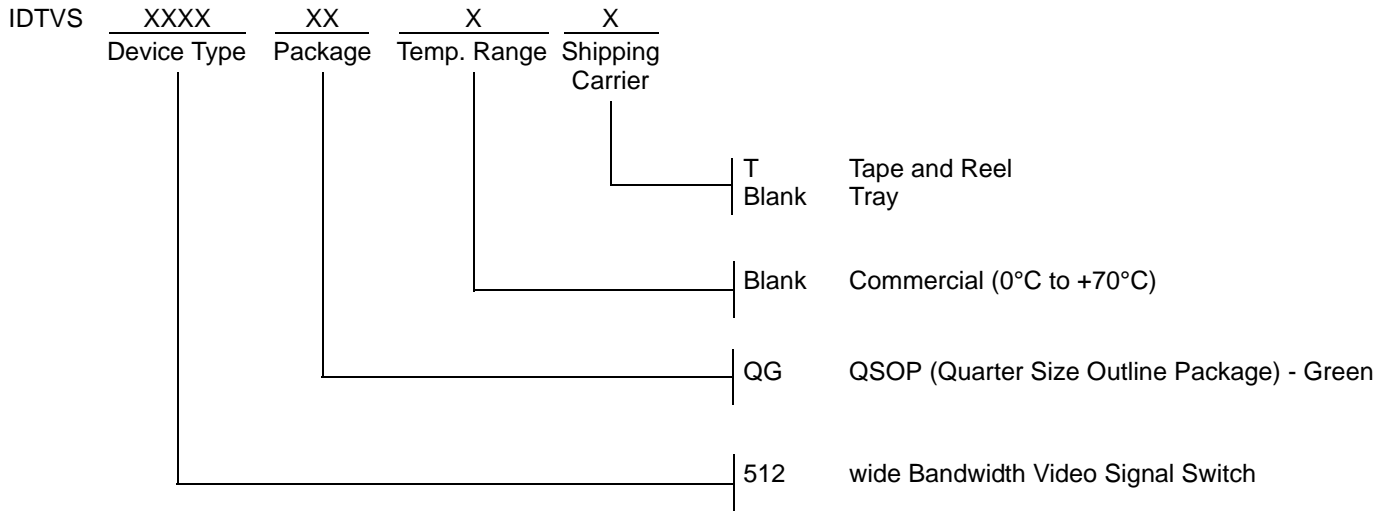 IDTVS XXXX XX X X
Device Type Package Temp. Range Shipping
Carrier
T Tape and Reel
Blank Tray
Blank Commercial (0°C to +70°C)
QG QSOP (Quarter Size Outline Package) - Green
512 wide Bandwidth Video Signal Switch